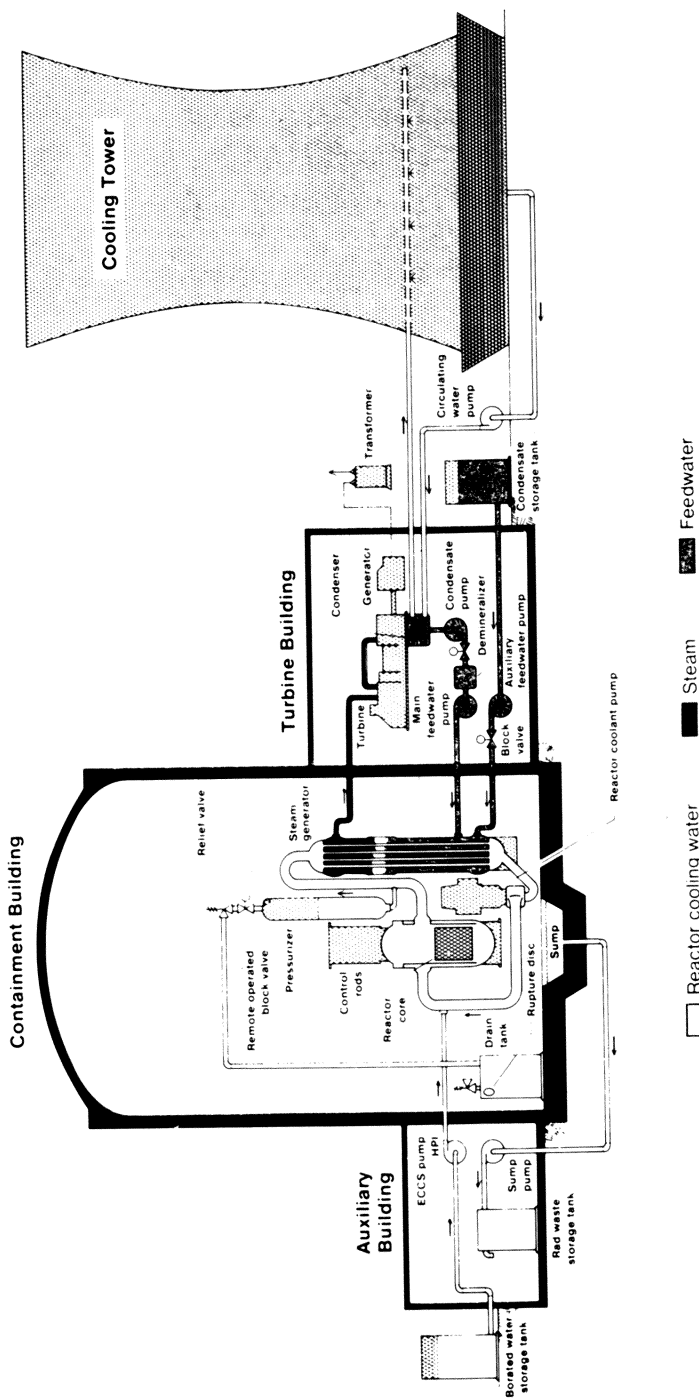 Containment Building
Cooling Tower
Turbine Building
Auxiliary
Building
Relief valve
Remote operated
block valve
Pressurizer
Steam
generator
Control
rods
Reactor
core
Drain
tank
Rupture disc
Sump
ECCS pump
HPI
Sump
pump
Rad waste
storage tank
Borated water
storage tank
Turbine
Condenser
Generator
Transformer
Main
feedwater
pump
Condensate
pump
Demineralizer
Auxiliary
feedwater pump
Block
valve
Circulating
water
pump
Condensate
storage tank
Reactor coolant pump
Reactor cooling water
Steam
Feedwater